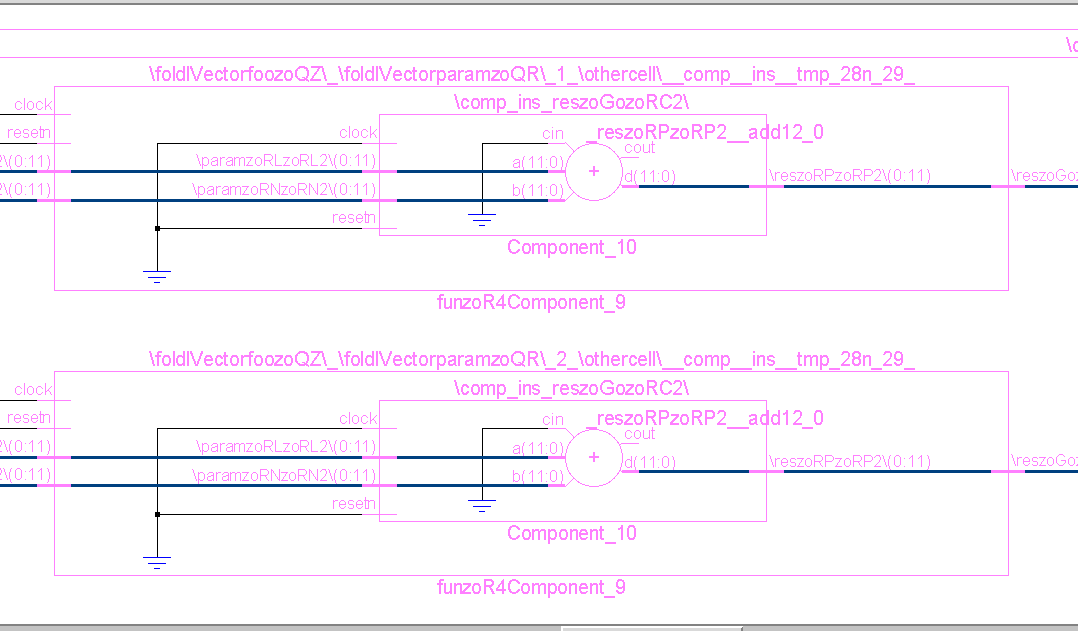 \c
\foldlVectorfoozoQZ\_\foldlVectorparamzoQR\_1_\othercell\__comp__ins__tmp_28n_29_
clock
\comp_ins_reszoGozoRC2\
resetn
clock
cin
_reszoRPzoRP2__add12_0
cout
2\(0:11)
\paramzoRLzoRL2\(0:11)
a(11:0)
+
d(11:0)
\reszoRPzoRP2\(0:11)
\reszoGoz
2\(0:11)
\paramzoRNzoRN2\(0:11)
b(11:0)
resetn
Component_10
funzoR4Component_9
\foldlVectorfoozoQZ\_\foldlVectorparamzoQR\_2_\othercell\__comp__ins__tmp_28n_29_
clock
\comp_ins_reszoGozoRC2\
resetn
clock
cin
_reszoRPzoRP2__add12_0
cout
2\(0:11)
\paramzoRLzoRL2\(0:11)
a(11:0)
+
d(11:0)
\reszoRPzoRP2\(0:11)
\reszoGoz
2\(0:11)
\paramzoRNzoRN2\(0:11)
b(11:0)
resetn
Component_10
funzoR4Component_9